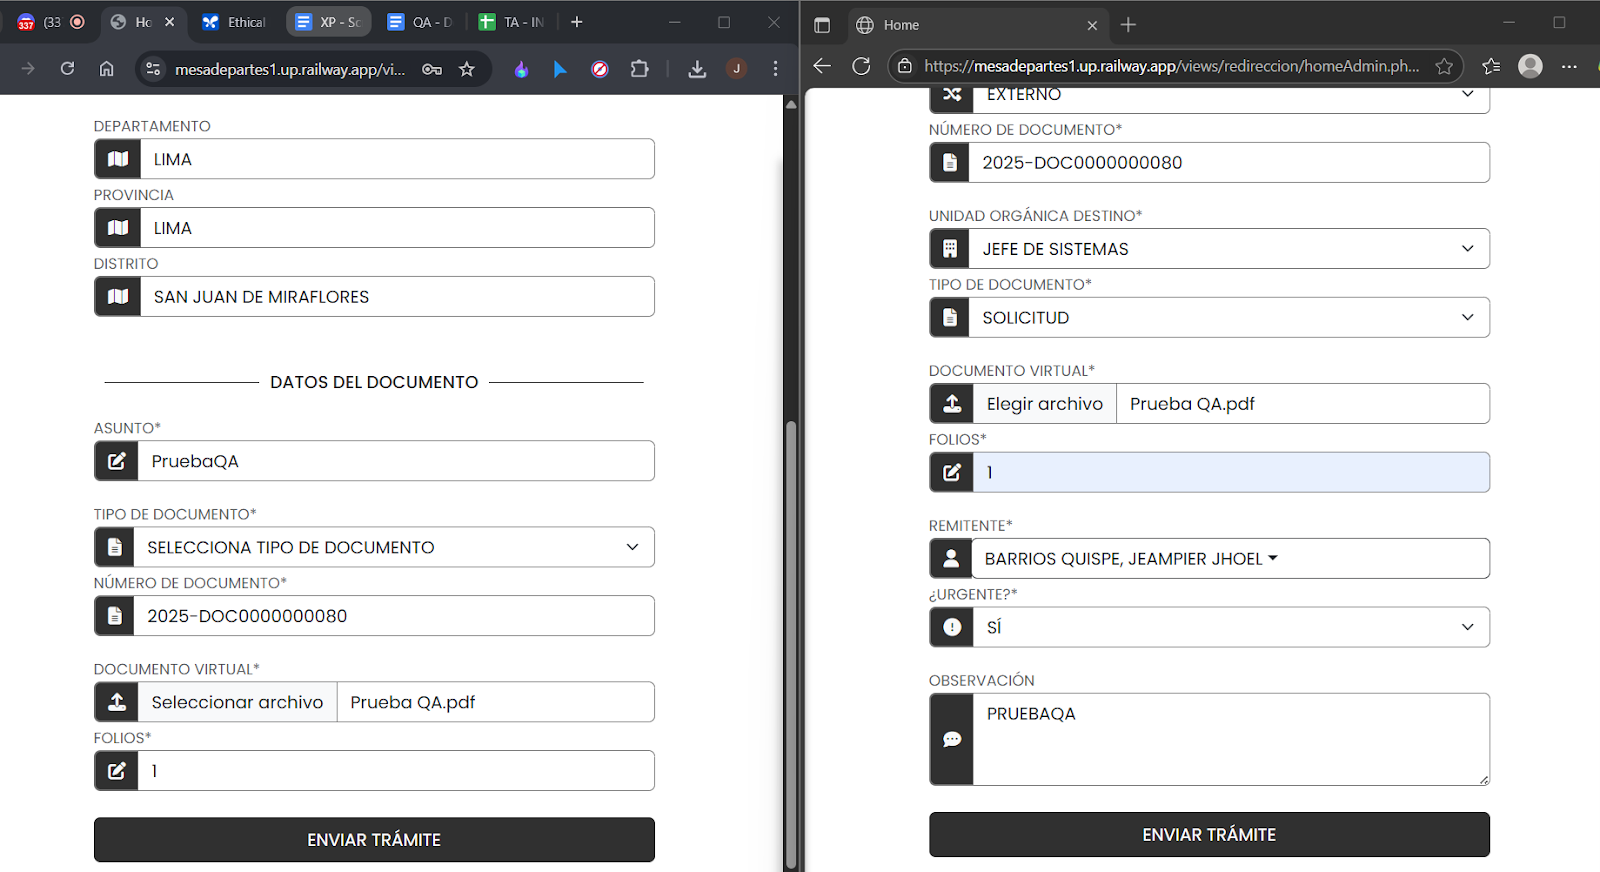 (33
Ho
Ethical
XP - Sc
QA - D
TA - IN
mesadepartes1.up.railway.app/vi...
J
DEPARTAMENTO
LIMA
PROVINCIA
LIMA
DISTRITO
SAN JUAN DE MIRAFLORES
DATOS DEL DOCUMENTO
ASUNTO*
PruebaQA
TIPO DE DOCUMENTO*
SELECCIONA TIPO DE DOCUMENTO
NÚMERO DE DOCUMENTO*
2025-DOC0000000080
DOCUMENTO VIRTUAL*
Seleccionar archivo Prueba QA.pdf
FOLIOS*
1
ENVIAR TRÁMITE
Home
https://mesadepartes1.up.railway.app/views/redireccion/homeAdmin.ph...
EXTERNO
NÚMERO DE DOCUMENTO*
2025-DOC0000000080
UNIDAD ORGÁNICA DESTINO*
JEFE DE SISTEMAS
TIPO DE DOCUMENTO*
SOLICITUD
DOCUMENTO VIRTUAL*
Elegir archivo Prueba QA.pdf
FOLIOS*
1
REMITENTE*
BARRIOS QUISPE, JEAMPIER JHOEL
¿URGENTE?*
SÍ
OBSERVACIÓN
PRUEBAQA
ENVIAR TRÁMITE